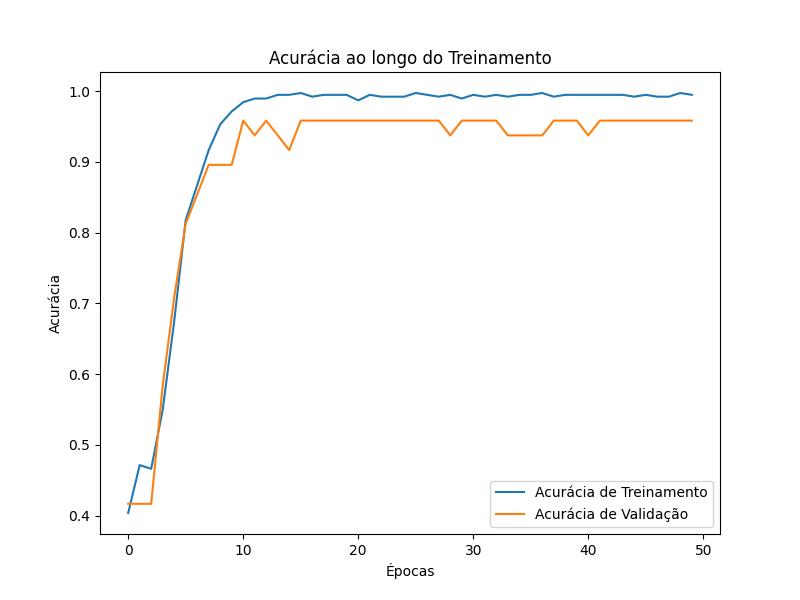 Acurácia ao longo do Treinamento
1.0
0.9
0.8
0.7
0.6
0.5
0.4
Acurácia
Acurácia de Treinamento
Acurácia de Validação
0 10 20 30 40 50
Épocas